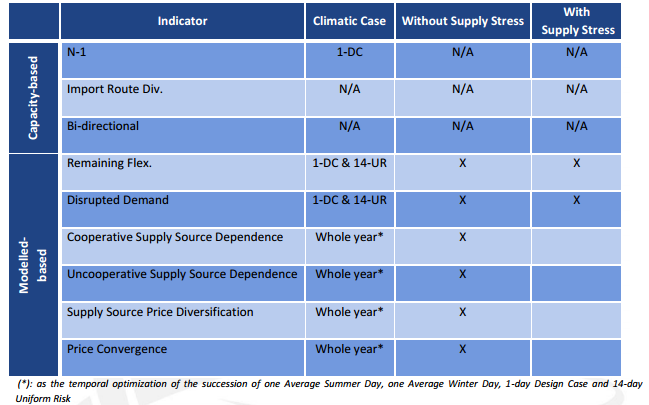 Indicator Climatic Case Without Supply Stress With Supply Stress
Capacity-based
N-1 1-DC N/A N/A
Import Route Div. N/A N/A N/A
Bi-directional N/A N/A N/A
Modelled-based
Remaining Flex. 1-DC & 14-UR X X
Disrupted Demand 1-DC & 14-UR X X
Cooperative Supply Source Dependence Whole year* X
Uncooperative Supply Source Dependence Whole year* X
Supply Source Price Diversification Whole year* X
Price Convergence Whole year* X
(*): as the temporal optimization of the succession of one Average Summer Day, one Average Winter Day, 1-day Design Case and 14-day
Uniform Risk